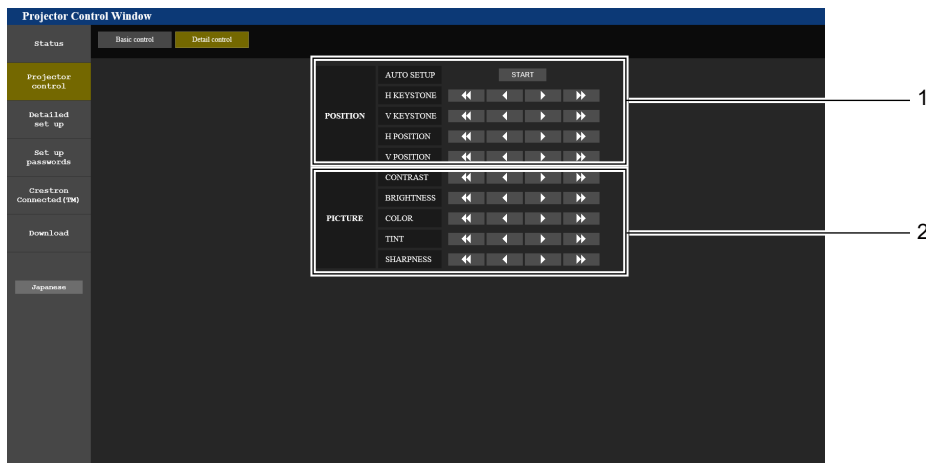 Projector Control Window
Status
Basic control
Detail control
Projector
control
Detailed
set up
Set up
passwords
Crestron
Connected(TM)
Download
Japanese
POSITION
AUTO SETUP
START
H KEYSTONE
V KEYSTONE
H POSITION
V POSITION
PICTURE
CONTRAST
BRIGHTNESS
COLOR
TINT
SHARPNESS
1
2